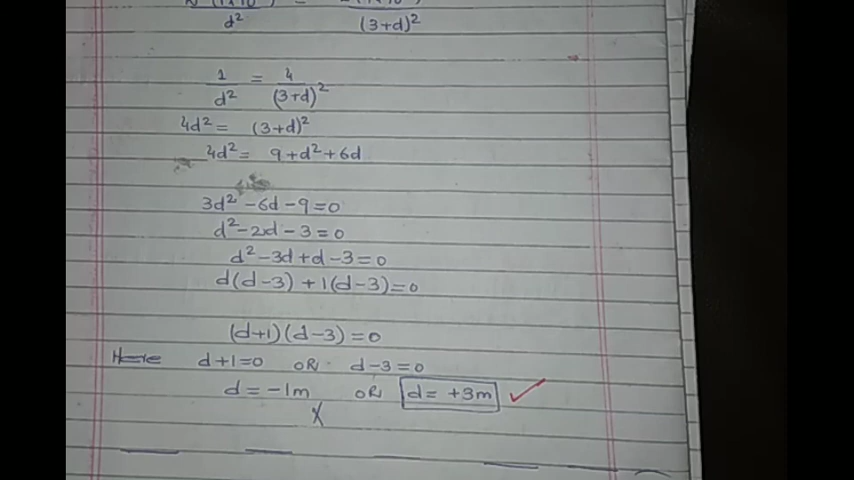 d² (3+d)²
1/d² = 4/(3+d)²
4d² = (3+d)²
4d² = 9+d²+6d
3d² -6d -9=0
d²-2d -3=0
d²-3d+d-3=0
d(d-3) +1(d-3)=0
(d+1)(d-3)=0
Here d+1=0 OR d-3=0
d = -1m OR d= +3m ✓
X